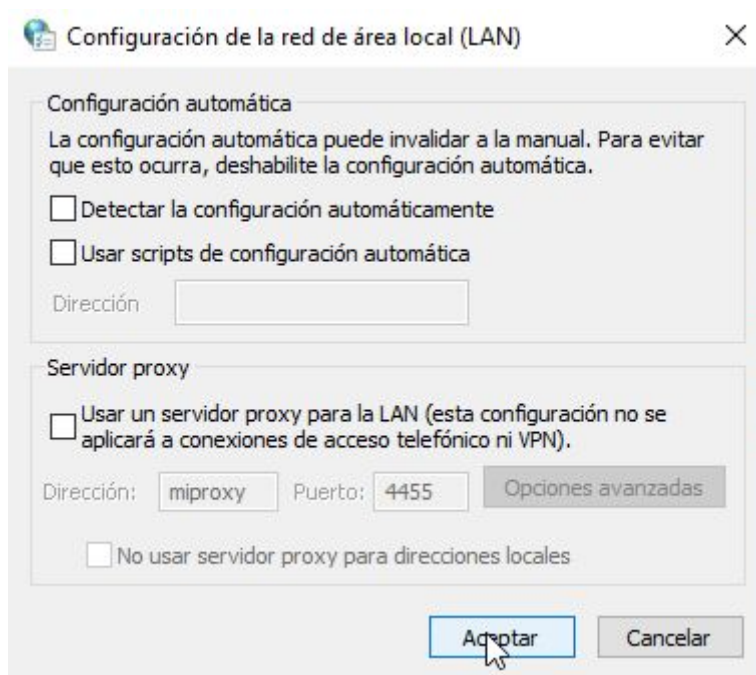 Configuración de la red de área local (LAN)
Configuración automática
La configuración automática puede invalidar a la manual. Para evitar
que esto ocurra, deshabilite la configuración automática.
Detectar la configuración automáticamente
Usar scripts de configuración automática
Dirección
Servidor proxy
Usar un servidor proxy para la LAN (esta configuración no se
aplicará a conexiones de acceso telefónico ni VPN).
Dirección: miproxy Puerto: 4455 Opciones avanzadas
No usar servidor proxy para direcciones locales
Aceptar Cancelar